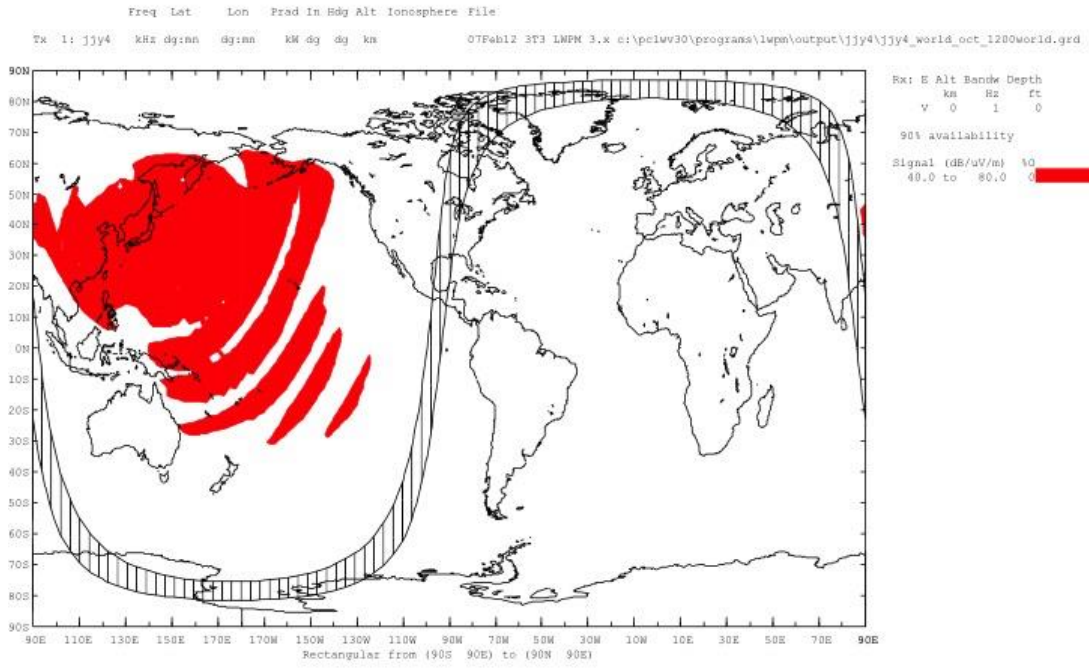 Freq Lat Lon Prad In Hdg Alt Ionosphere File
Tx 1: jjy4 kHz dg:mn dg:mn kW dg dg km 07Feb12 3T3 LWPM 3.x c:\pclwv30\programs\lwpm\output\jjy4\jjy4_world_oct_1200world.grd
Rx: E Alt Bandw Depth
km Hz ft
V 0 1 0
90% availability
Signal (dB/uV/m) %O
40.0 to 80.0 0
90N
80N
70N
60N
50N
40N
30N
20N
10N
0N
10S
20S
30S
40S
50S
60S
70S
80S
90S
90E 110E 130E 150E 170E 170W 150W 130W 110W 90W 70W 50W 30W 10W 10E 30E 50E 70E 90E
Rectangular from (90S 90E) to (90N 90E)